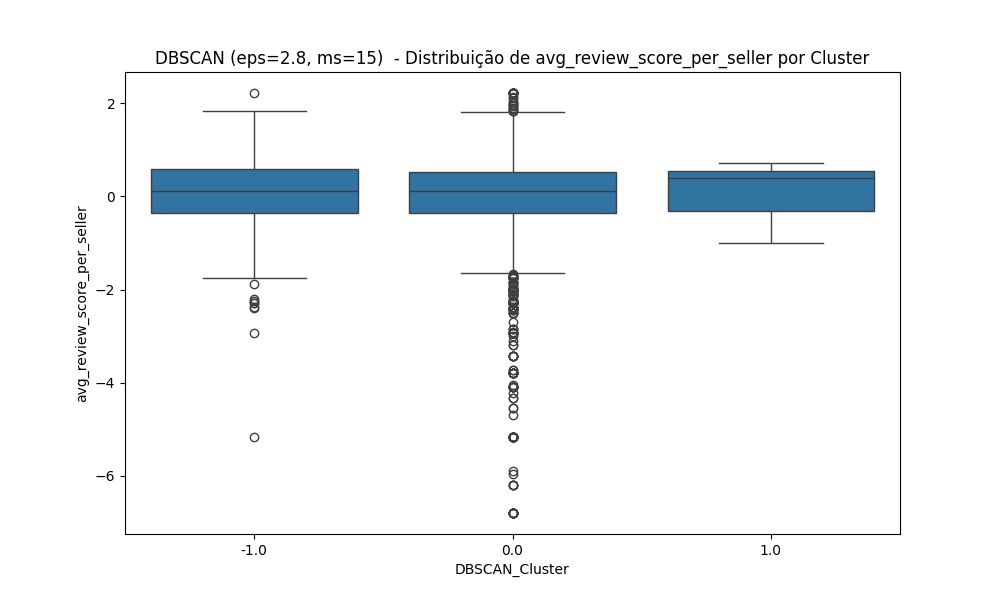 DBSCAN (eps=2.8, ms=15)  - Distribuição de avg_review_score_per_seller por Cluster
avg_review_score_per_seller
2
0
−2
−4
−6
-1.0
0.0
1.0
DBSCAN_Cluster